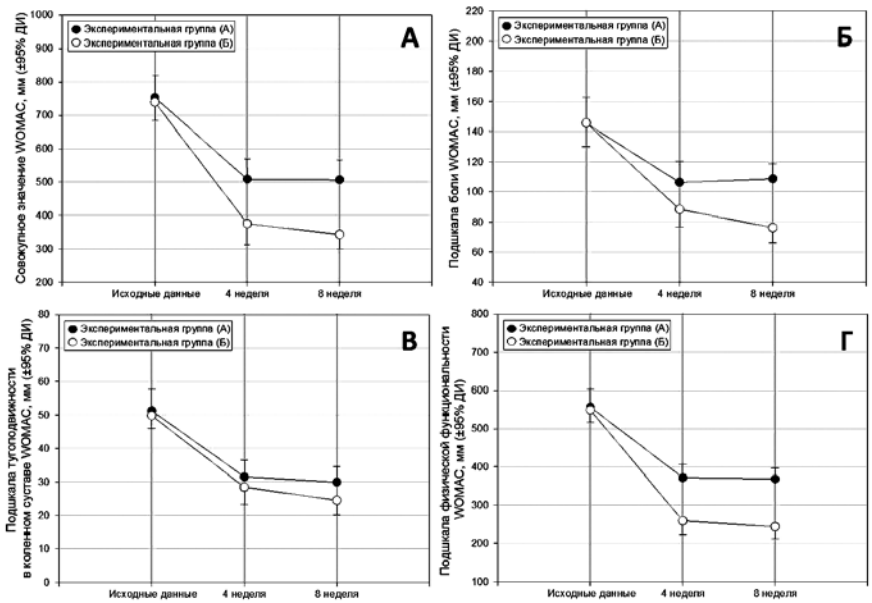 Совокупное значение WOMAC, мм (±95% ДИ)
1000
900
800
700
600
500
400
300
200
Экспериментальная группа (А)
Экспериментальная группа (Б)
А
Исходные данные 4 неделя 8 неделя
Подшкала боли WOMAC, мм (±95% ДИ)
220
200
180
160
140
120
100
80
60
40
Экспериментальная группа (А)
Экспериментальная группа (Б)
Б
Исходные данные 4 неделя 8 неделя
Подшкала тугоподвижности
в коленном суставе WOMAC, мм (±95% ДИ)
80
70
60
50
40
30
20
10
0
Экспериментальная группа (А)
Экспериментальная группа (Б)
В
Исходные данные 4 неделя 8 неделя
Подшкала физической функциональности
WOMAC, мм (±95% ДИ)
800
700
600
500
400
300
200
100
Экспериментальная группа (А)
Экспериментальная группа (Б)
Г
Исходные данные 4 неделя 8 неделя